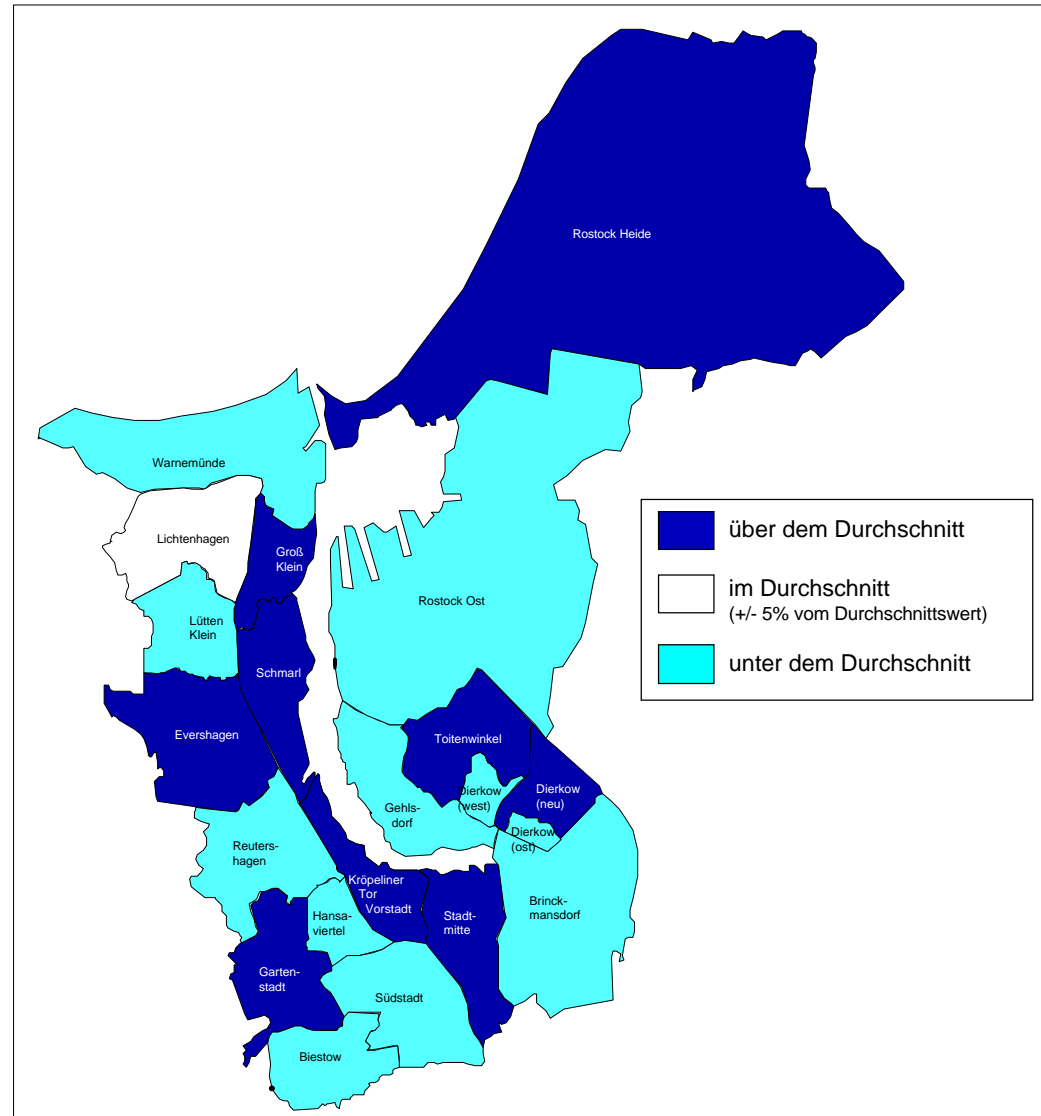 Rostock Heide
Warnemünde
Lichtenhagen
Groß
Klein
über dem Durchschnitt
im Durchschnitt
(+/- 5% vom Durchschnittswert)
unter dem Durchschnitt
Rostock Ost
Lütten
Klein
Schmarl
Evershagen
Toitenwinkel
Dierkow
(west)
Dierkow
(neu)
Gehls-
dorf
Dierkow
(ost)
Reuters-
hagen
Kröpeliner
Tor
Vorstadt
Hansa-
viertel
Stadt-
mitte
Brinck-
mansdorf
Garten-
stadt
Südstadt
Biestow